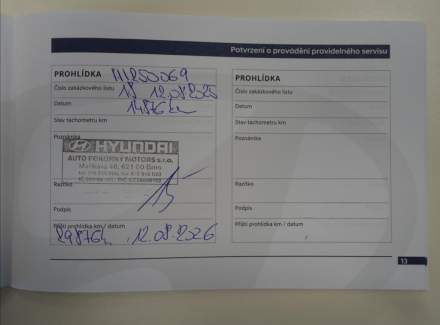 Potvrzení o provádění pravidelného servisu
PROHLÍDKA
Číslo zakázkového listu
12.08.2025
Datum
14876 km
Stav tachometru km
Poznámka
HYUNDAI
AUTO POKORNÝ MOTORS s.r.o.
Razítko
Podpis
Příští prohlídka km / datum
29876 km, 12.08.2026
PROHLÍDKA
Číslo zakázkového listu
Datum
Stav tachometru km
Poznámka
Razítko
Podpis
Příští prohlídka km / datum
13